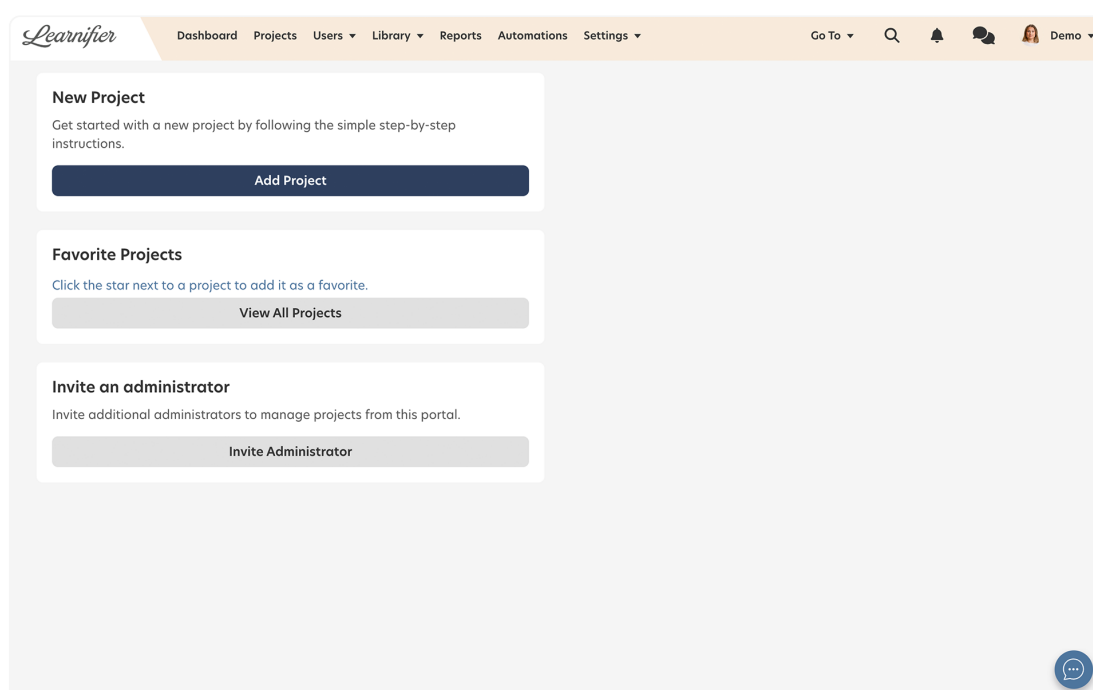 Learnifier
Dashboard Projects Users Library Reports Automations Settings Go To Demo
New Project
Get started with a new project by following the simple step-by-step
instructions.
Add Project
Favorite Projects
Click the star next to a project to add it as a favorite.
View All Projects
Invite an administrator
Invite additional administrators to manage projects from this portal.
Invite Administrator